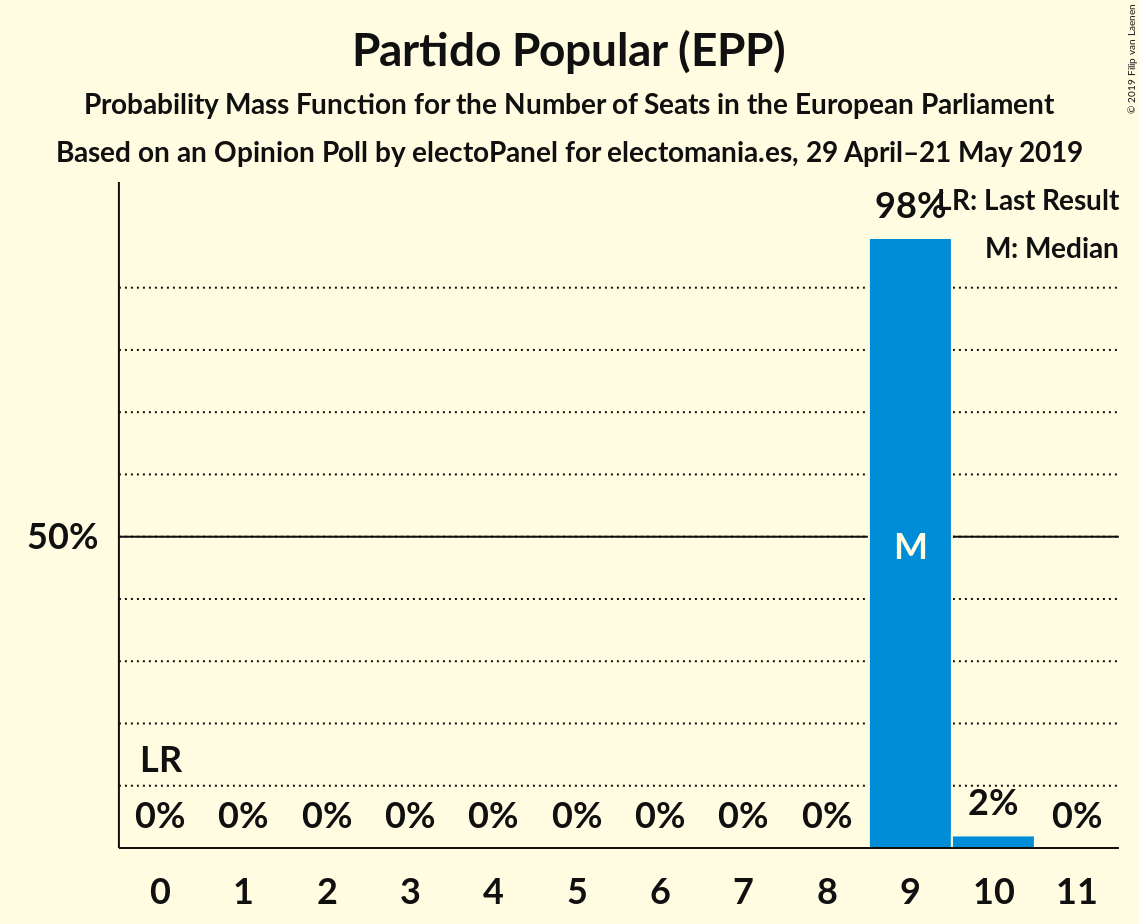 Partido Popular (EPP)
Probability Mass Function for the Number of Seats in the European Parliament
Based on an Opinion Poll by electoPanel for electomania.es, 29 April–21 May 2019
© 2019 Filip van Laenen
98%
LR: Last Result
M: Median
50%
M
LR
0% 0% 0% 0% 0% 0% 0% 0% 0% 2% 0%
0 1 2 3 4 5 6 7 8 9 10 11